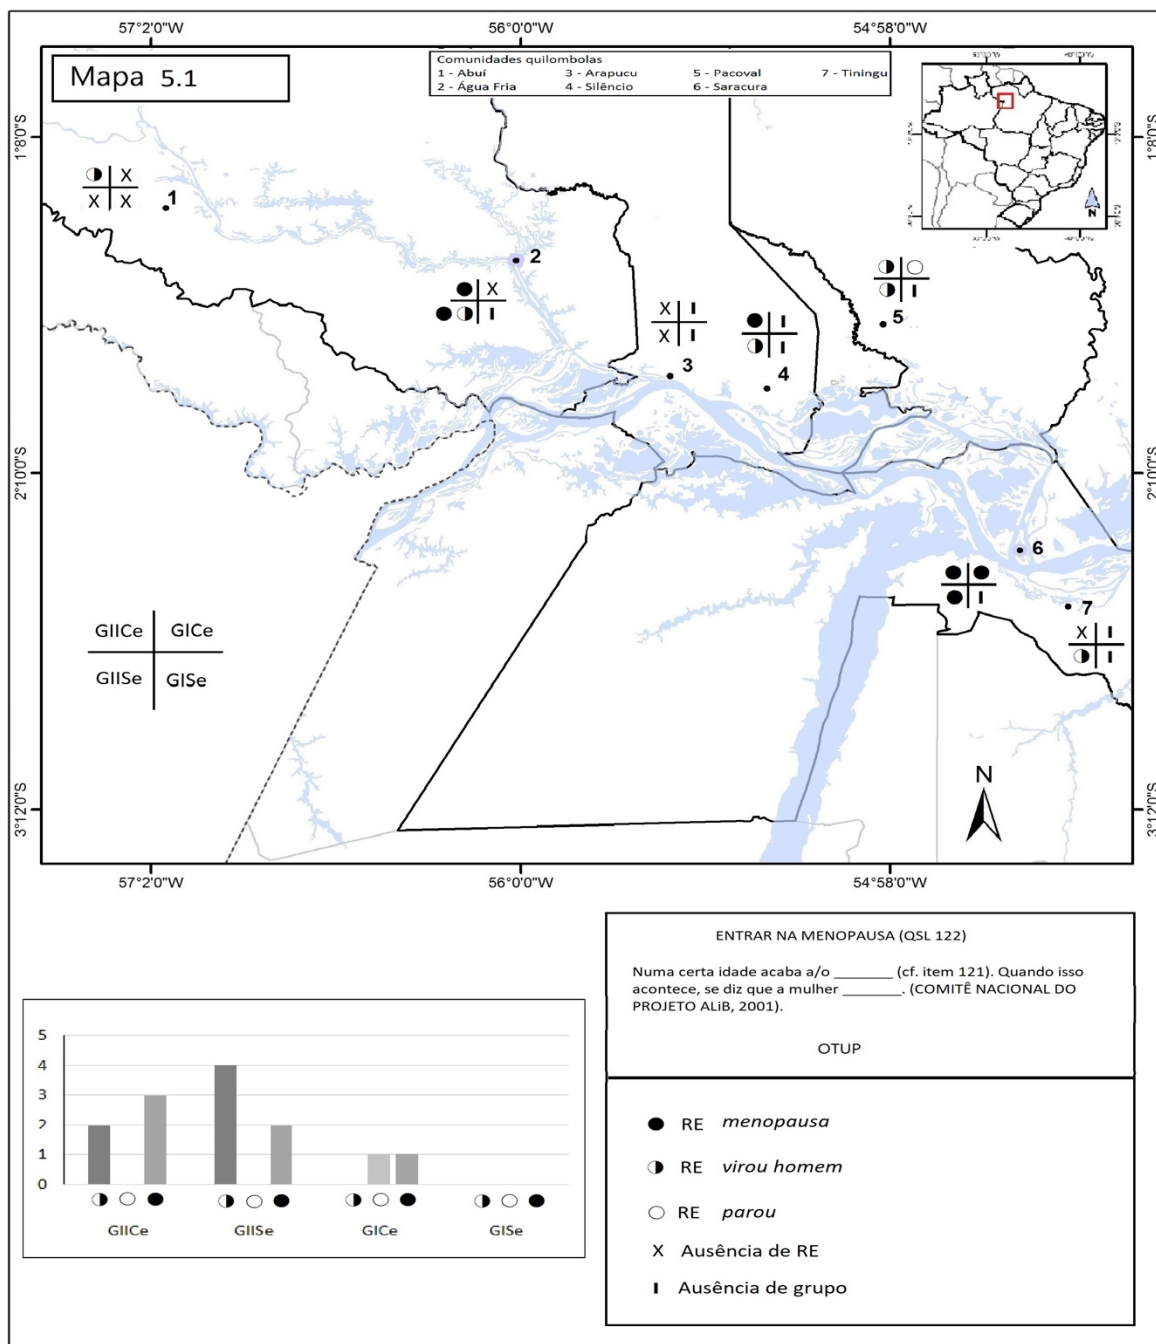 57°2'0"W 56°0'0"W 54°58'0"W
Mapa 5.1
Comunidades quilombolas
1 - Abuí 3 - Arapucu 5 - Pacoval 7 - Tiningu
2 - Água Fria 4 - Silêncio 6 - Saracura
1°8'0"S 1°8'0"S
N
X
X X 1
2
X
I
X I
X I
3
I
I
4
I
5
2°10'0"S 2°10'0"S
6
I
7
X I
I
GIICe GICe
GIISe GISe
N
3°12'0"S 3°12'0"S
57°2'0"W 56°0'0"W 54°58'0"W
ENTRAR NA MENOPAUSA (QSL 122)
Numa certa idade acaba a/o _______ (cf. item 121). Quando isso
acontece, se diz que a mulher _______. (COMITÊ NACIONAL DO
PROJETO ALiB, 2001).
OTUP
5
4
3
2
1
0
GIICe GIISe GICe GISe
RE menopausa
RE virou homem
RE parou
X Ausência de RE
I Ausência de grupo